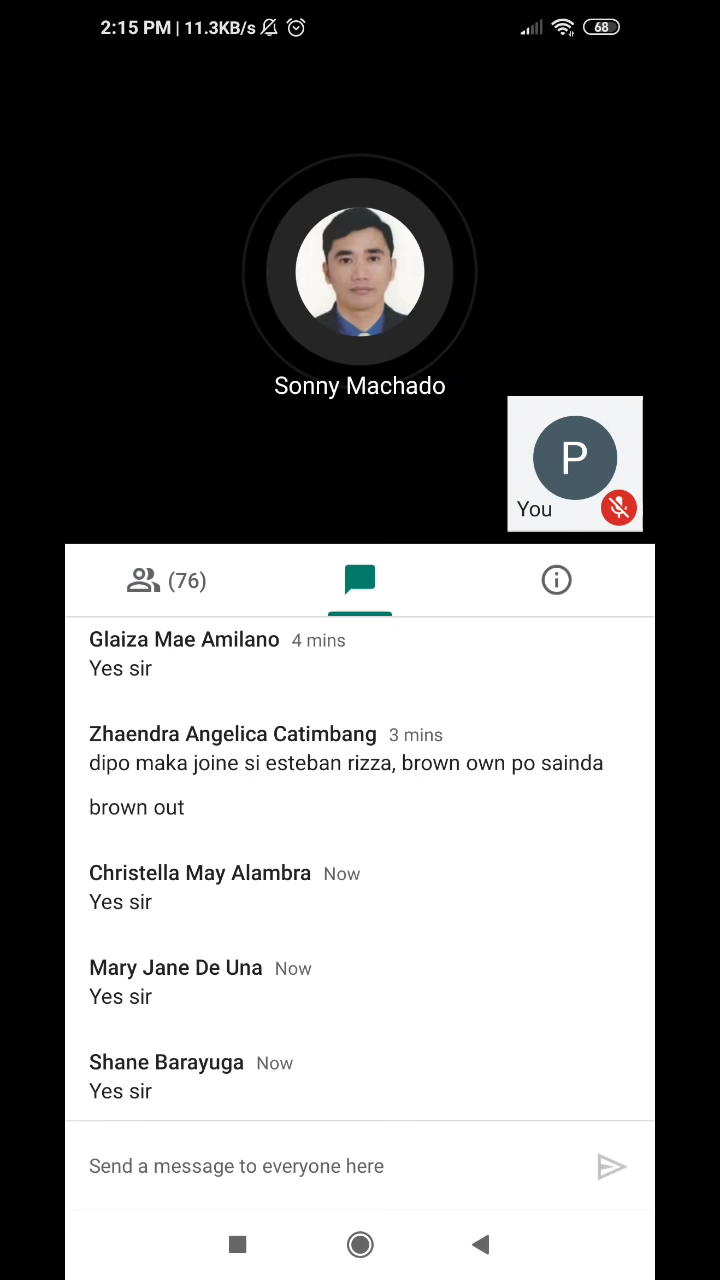 2:15 PM | 11.3KB/s
68
Sonny Machado
P
You
(76)
Glaiza Mae Amilano 4 mins
Yes sir
Zhaendra Angelica Catimbang 3 mins
dipo maka joine si esteban rizza, brown own po sainda
brown out
Christella May Alambra Now
Yes sir
Mary Jane De Una Now
Yes sir
Shane Barayuga Now
Yes sir
Send a message to everyone here